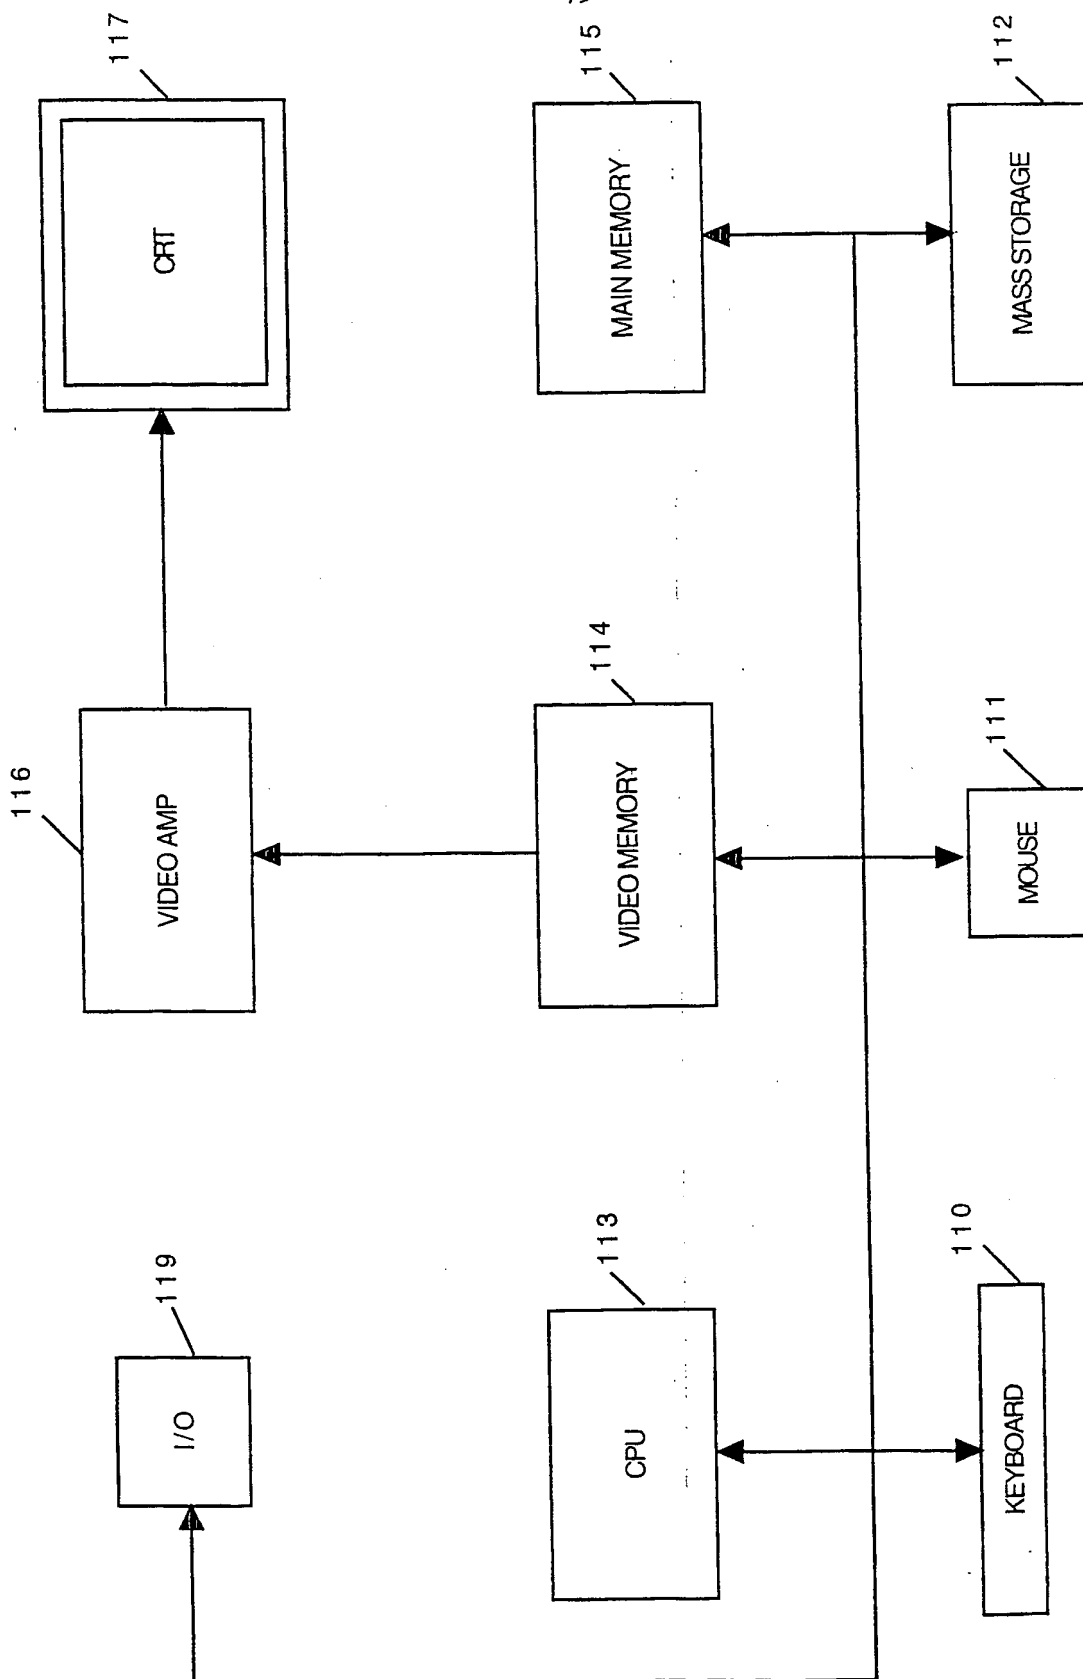 119
I/O
116
VIDEO AMP
117
CRT
113
CPU
114
VIDEO MEMORY
115
MAIN MEMORY
110
KEYBOARD
111
MOUSE
112
MASS STORAGE